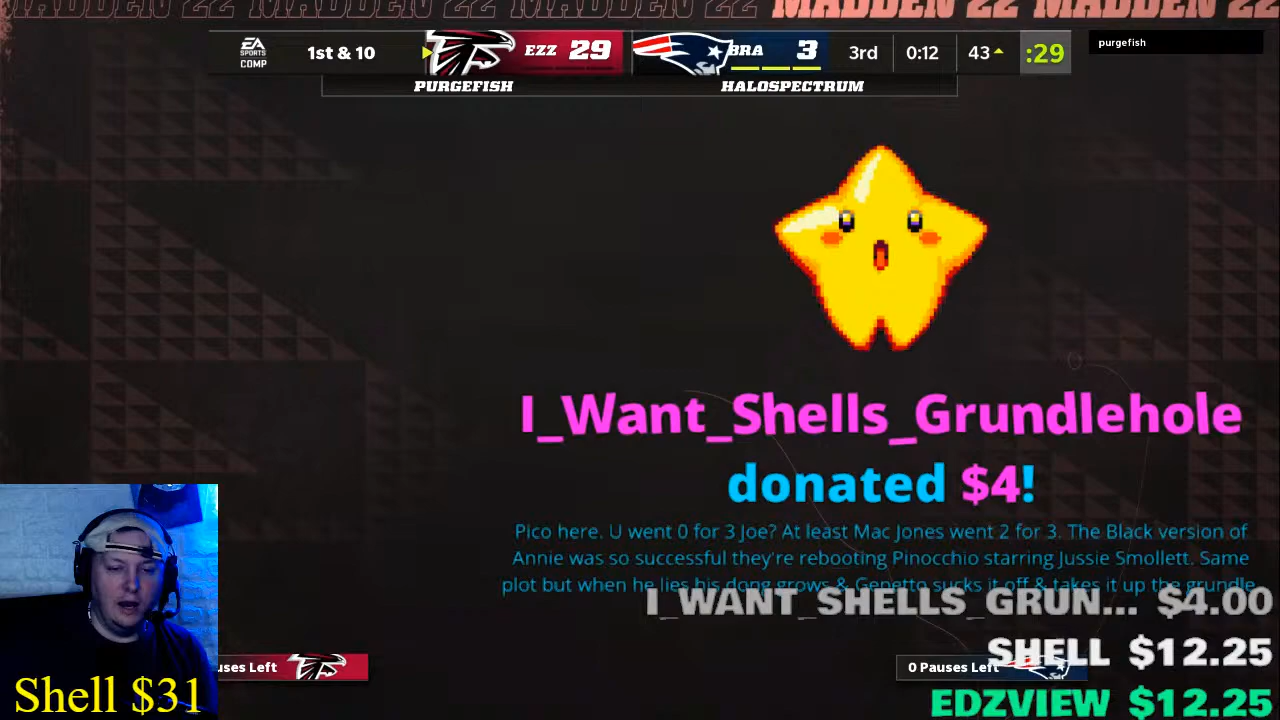 MADDEN 22 MADDEN 22 MADDEN 22 MADDEN 22 MADDEN 22
EA SPORTS COMP 1st & 10 EZZ 29 BRA 3 3rd 0:12 43 :29 purgefish
PURGEFISH HALOSPECTRUM
I_Want_Shells_Grundlehole
donated $4!
Pico here. U went 0 for 3 Joe? At least Mac Jones went 2 for 3. The Black version of
Annie was so successful they're rebooting Pinocchio starring Jussie Smollett. Same
plot but when he lies his dong grows & Gepetto sucks it off & takes it up the grundle
I_WANT_SHELLS_GRUN... $4.00
SHELL $12.25
uses Left 0 Pauses Left
Shell $31
EDZVIEW $12.25